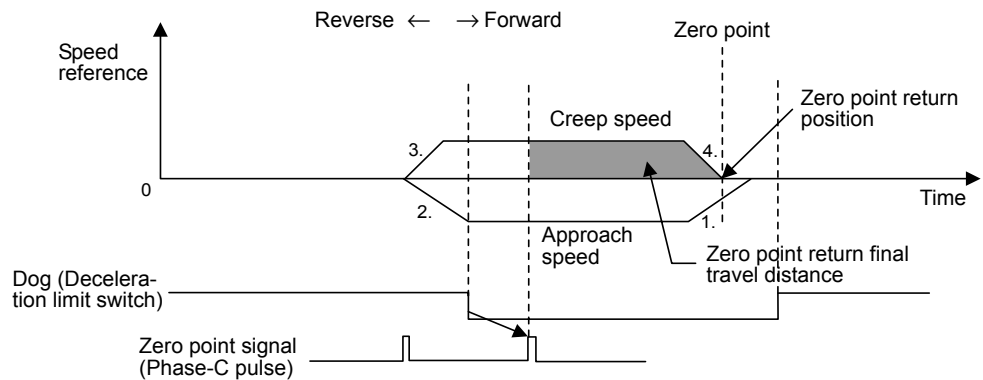 Reverse ← → Forward
Speed
reference
Zero point
Zero point return
position
Creep speed
3.
4.
0
Time
2.
1.
Approach
speed
Zero point return final
travel distance
Dog (Decelera-
tion limit switch)
Zero point signal
(Phase-C pulse)